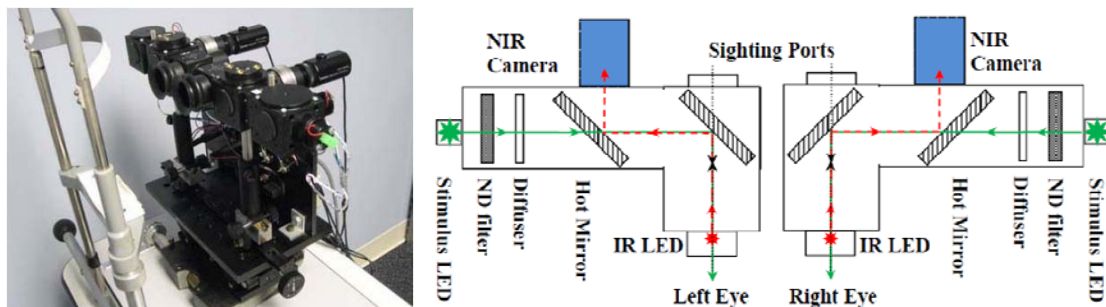 NIR
Camera
Sighting Ports
NIR
Camera
Stimulus LED
ND filter
Diffuser
Hot Mirror
IR LED
IR LED
Hot Mirror
Diffuser
ND filter
Stimulus LED
Left Eye
Right Eye